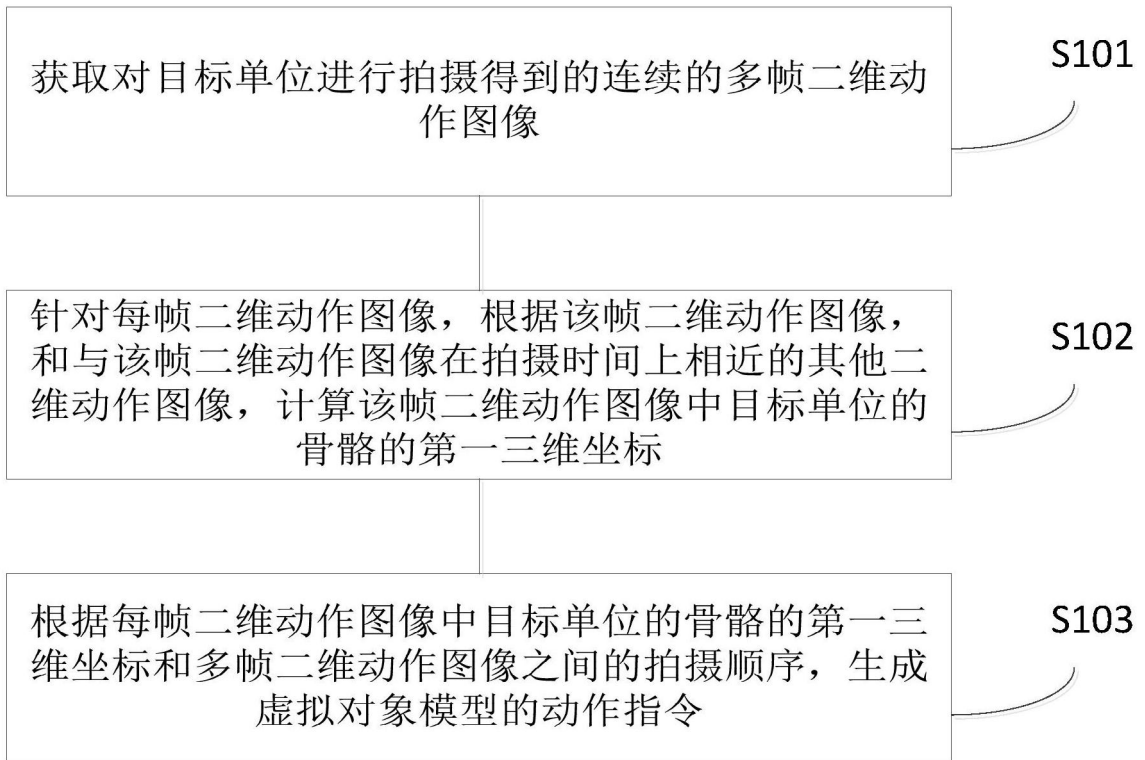 获取对目标单位进行拍摄得到的连续的多帧二维动
作图像
S101
针对每帧二维动作图像，根据该帧二维动作图像，
和与该帧二维动作图像在拍摄时间上相近的其他二
维动作图像，计算该帧二维动作图像中目标单位的
骨骼的第一三维坐标
S102
根据每帧二维动作图像中目标单位的骨骼的第一三
维坐标和多帧二维动作图像之间的拍摄顺序，生成
虚拟对象模型的动作指令
S103